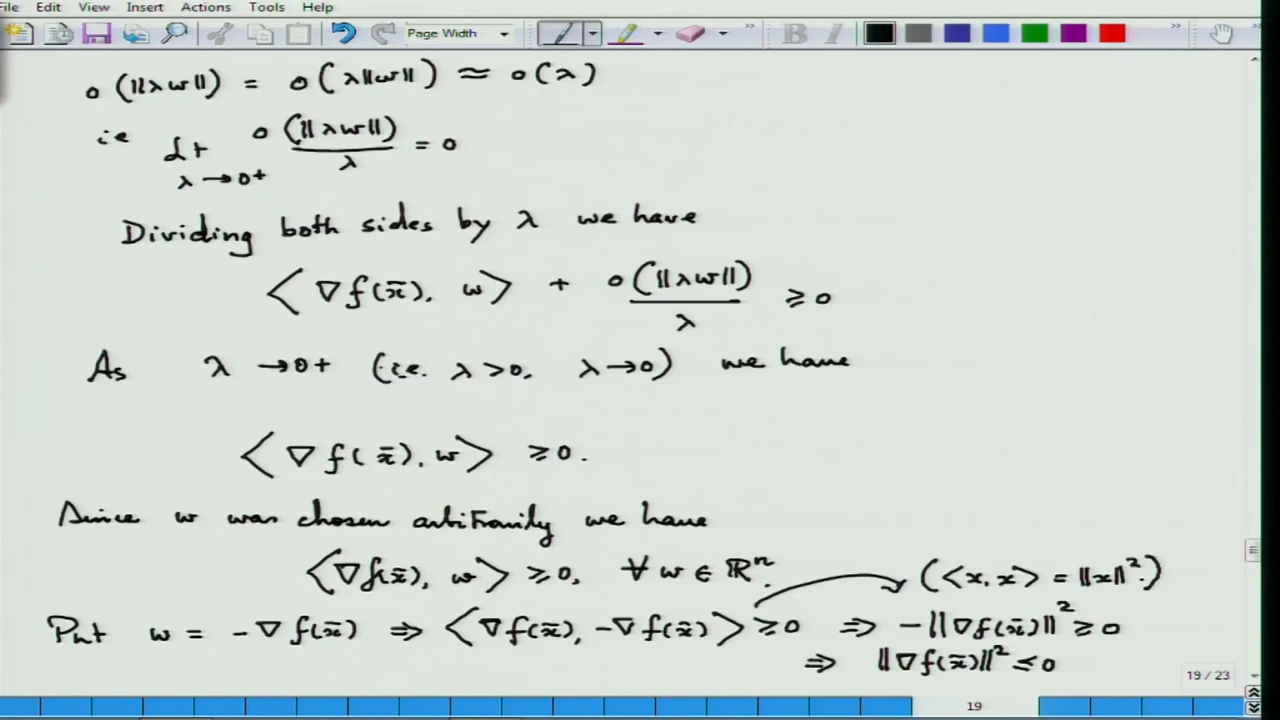 File Edit View Insert Actions Tools Help
Page Width
o(||λw||) = o(λ||w||) ≈ o(λ)
ie Lt λ→0+ o(||λw||)/λ = 0
Dividing both sides by λ we have
<∇f(x̄), w> + o(||λw||)/λ ≥ 0
As λ→0+ (i.e. λ>0, λ→0) we have
<∇f(x̄), w> ≥ 0.
Since w was chosen arbitrarily we have
<∇f(x̄), w> ≥ 0, ∀ w ∈ ℝⁿ. (<x, x> = ||x||².)
Put w = -∇f(x̄) ⇒ <∇f(x̄), -∇f(x̄)> ≥ 0 ⇒ -||∇f(x̄)||² ≥ 0
⇒ ||∇f(x̄)||² ≤ 0
19 / 23
19